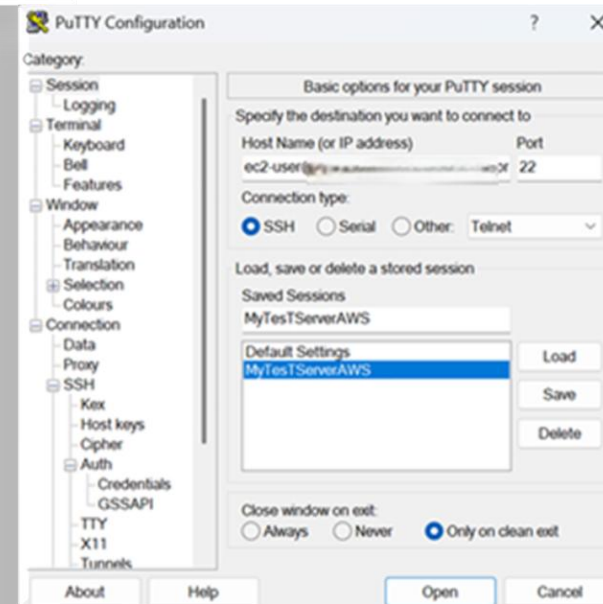 PuTTY Configuration
?
Category:
Session
Logging
Terminal
Keyboard
Bell
Features
Window
Appearance
Behaviour
Translation
Selection
Colours
Connection
Data
Proxy
SSH
Kex
Host keys
Cipher
Auth
Credentials
GSSAPI
TTY
X11
Tunnels
Basic options for your PuTTY session
Specify the destination you want to connect to
Host Name (or IP address) Port
ec2-user 22
Connection type:
SSH Serial Other: Telnet
Load, save or delete a stored session
Saved Sessions
MyTesTServerAWS
Default Settings
MyTesTServerAWS
Load
Save
Delete
Close window on exit:
Always Never Only on clean exit
About Help Open Cancel